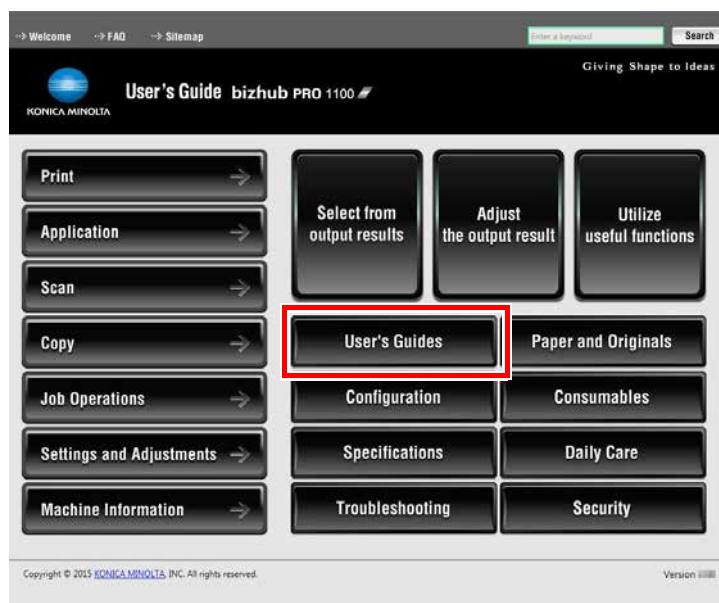 Welcome
FAQ
Sitemap
Enter a keyword
Search
Giving Shape to Ideas
KONICA MINOLTA
User's Guide bizhub PRO 1100
Print
Application
Scan
Copy
Job Operations
Settings and Adjustments
Machine Information
Select from
output results
Adjust
the output result
Utilize
useful functions
User's Guides
Paper and Originals
Configuration
Consumables
Specifications
Daily Care
Troubleshooting
Security
Copyright © 2015 KONICA MINOLTA, INC. All rights reserved.
Version